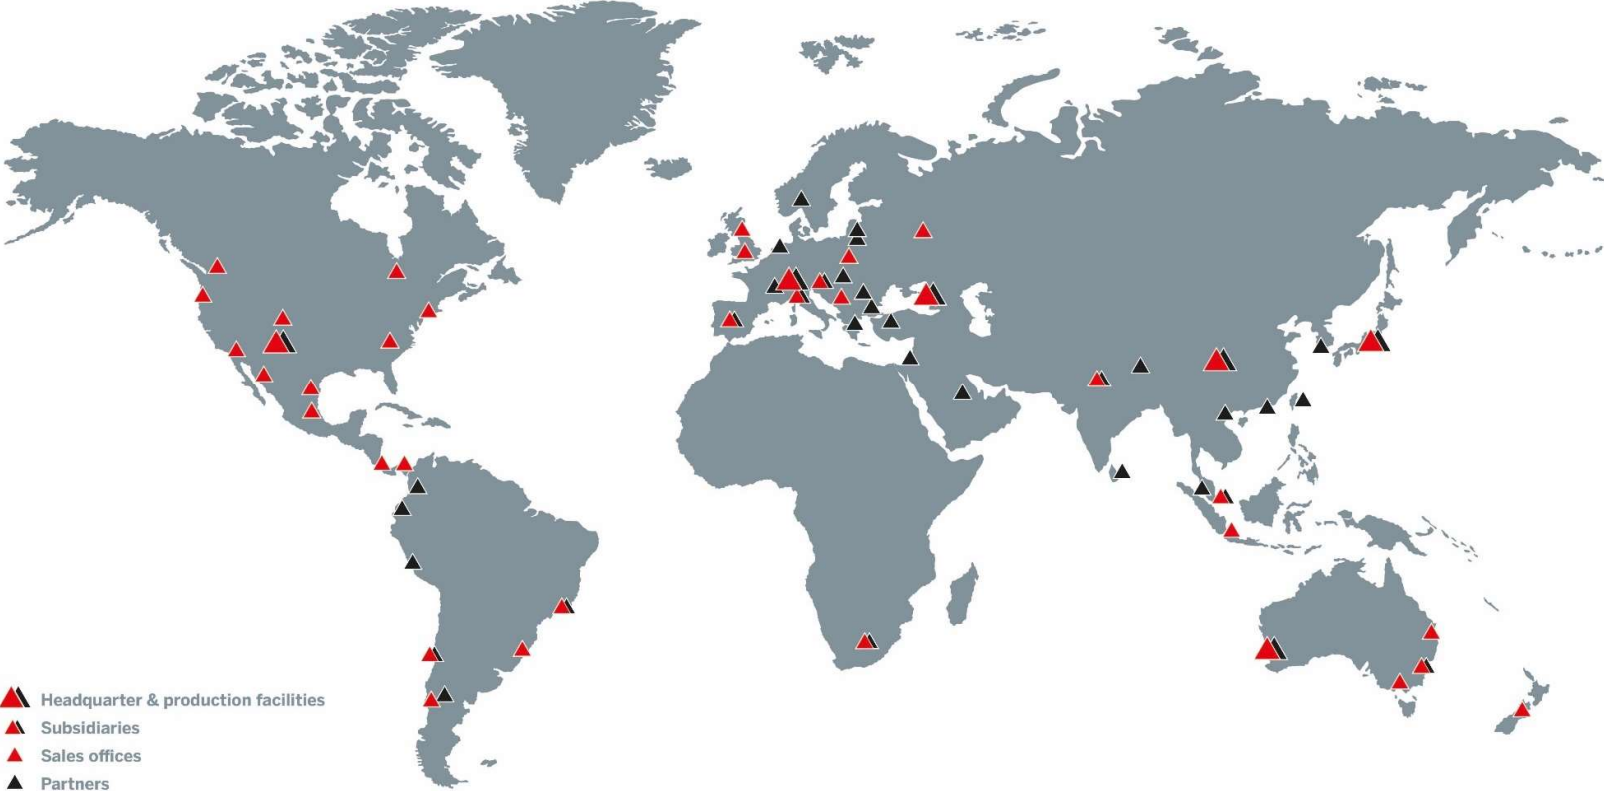 Headquarter & production facilities
Subsidiaries
Sales offices
Partners